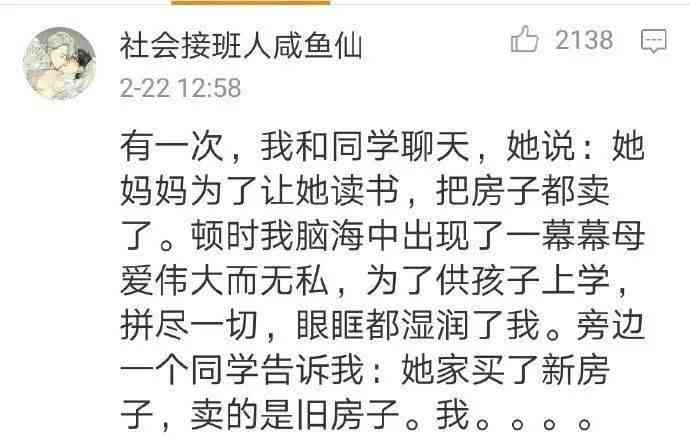 社会接班人咸鱼仙
2138
2-22 12:58
有一次，我和同学聊天，她说：她
妈妈为了让她读书，把房子都卖
了。顿时我脑海中出现了一幕幕母
爱伟大而无私，为了供孩子上学，
拼尽一切，眼眶都湿润了我。旁边
一个同学告诉我：她家买了新房
子，卖的是旧房子。我。。。。